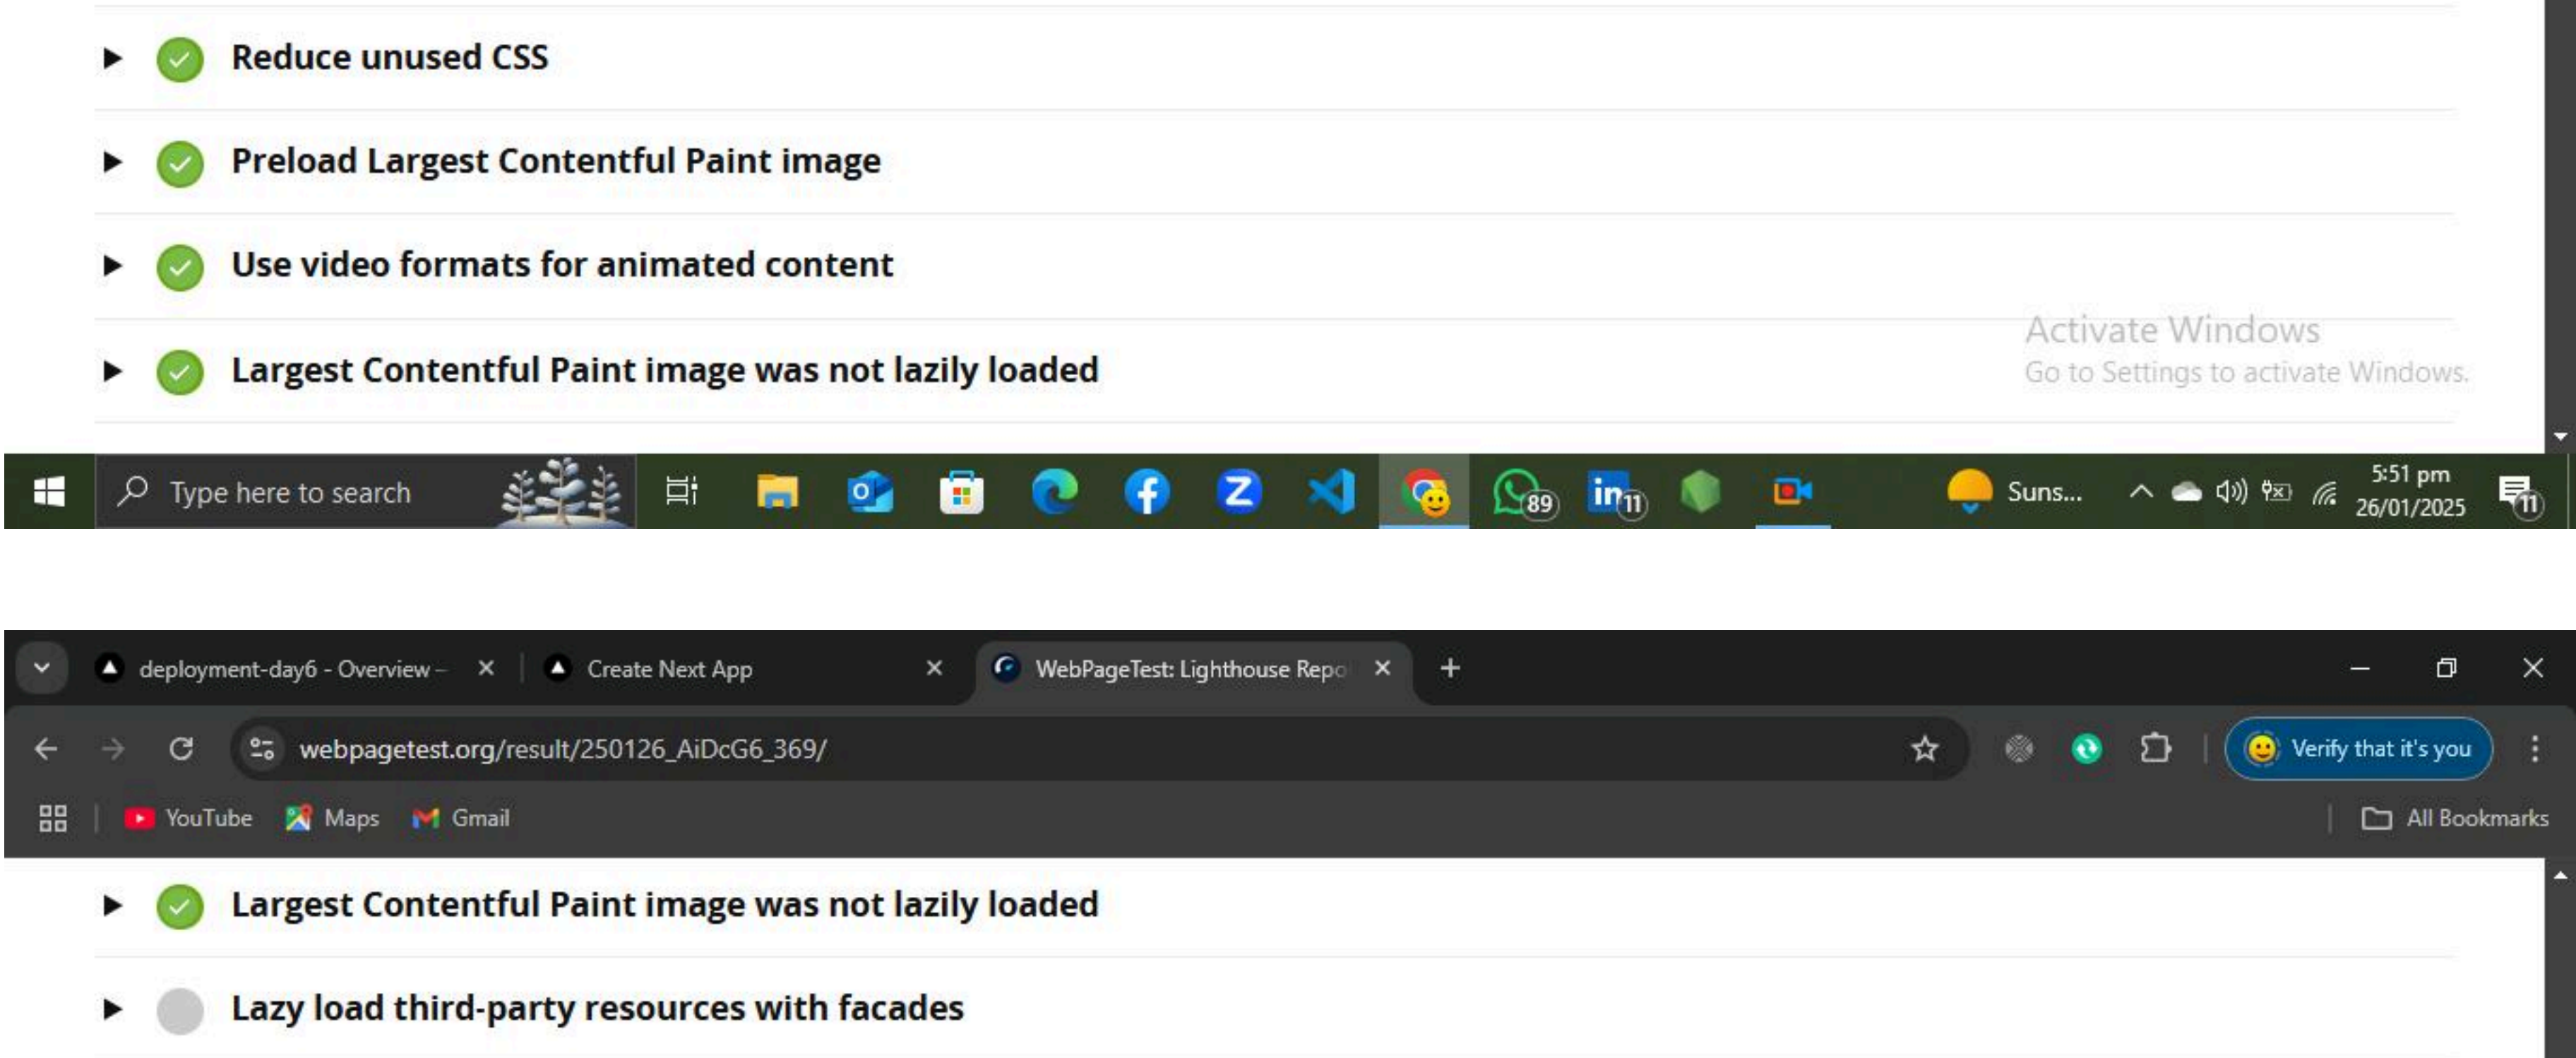 Reduce unused CSS
Preload Largest Contentful Paint image
Use video formats for animated content
Activate Windows
Largest Contentful Paint image was not lazily loaded
Go to Settings to activate Windows.
Type here to search
89
11
Suns...
5:51 pm
26/01/2025
11
deployment-day6 - Overview –
Create Next App
WebPageTest: Lighthouse Repo
webpagetest.org/result/250126_AiDcG6_369/
Verify that it's you
YouTube
Maps
Gmail
All Bookmarks
Largest Contentful Paint image was not lazily loaded
Lazy load third-party resources with facades